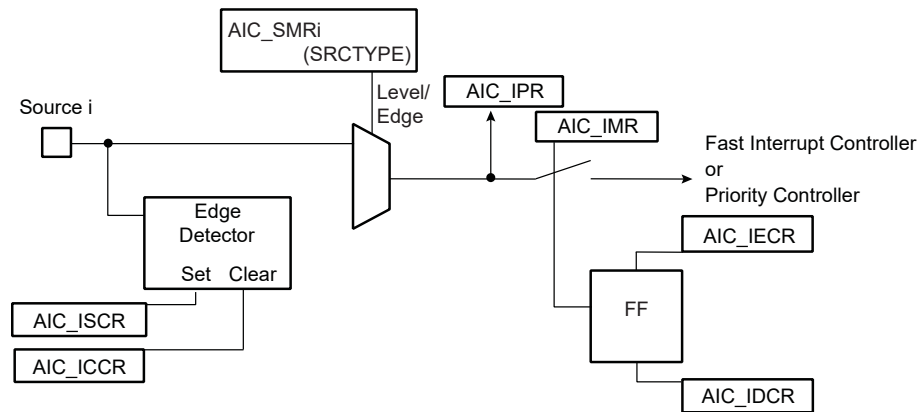 AIC_SMRi
(SRCTYPE)
Level/
Edge
AIC_IPR
Source i
AIC_IMR
Fast Interrupt Controller
or
Priority Controller
Edge
Detector
Set Clear
AIC_IECR
FF
AIC_ISCR
AIC_ICCR
AIC_IDCR